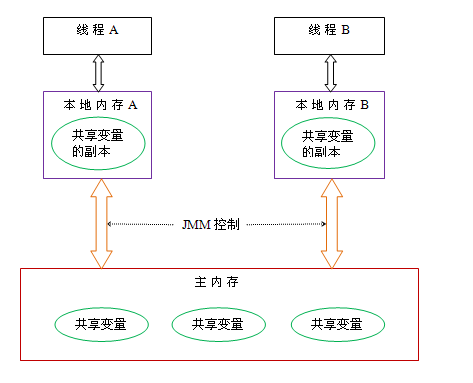 线程 A
线程 B
本地内存 A
本地内存 B
共享变量
的副本
共享变量
的副本
JMM 控制
主内存
共享变量
共享变量
共享变量